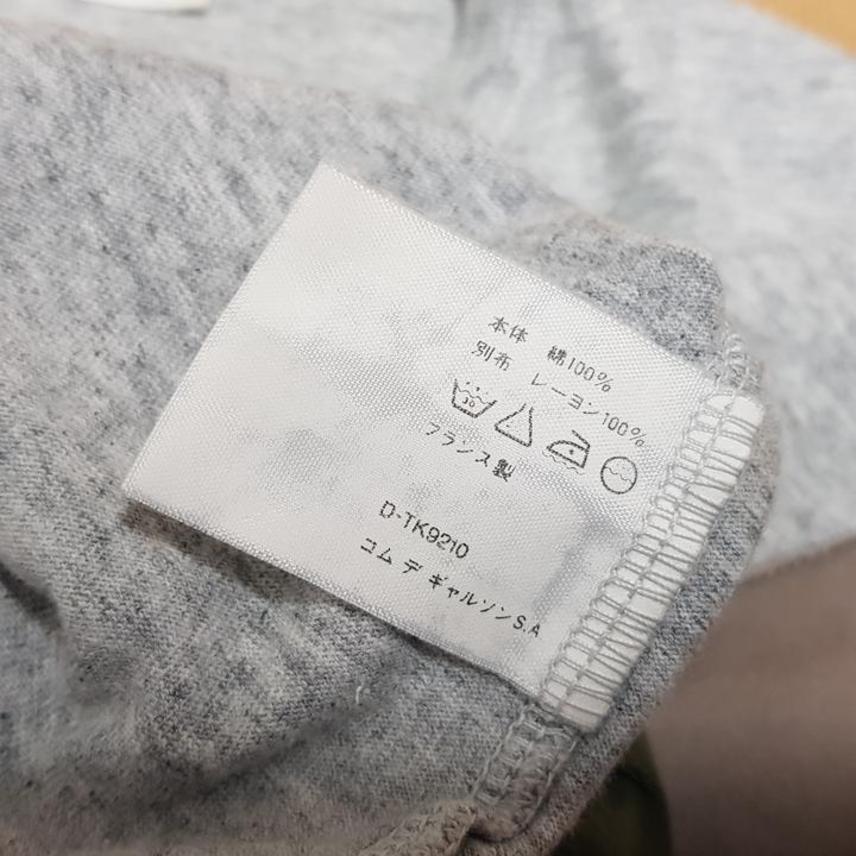 本体 綿100%
別布 レーヨン100%
30
フランス製
D-TK9210
コム デ ギャルソンS.A